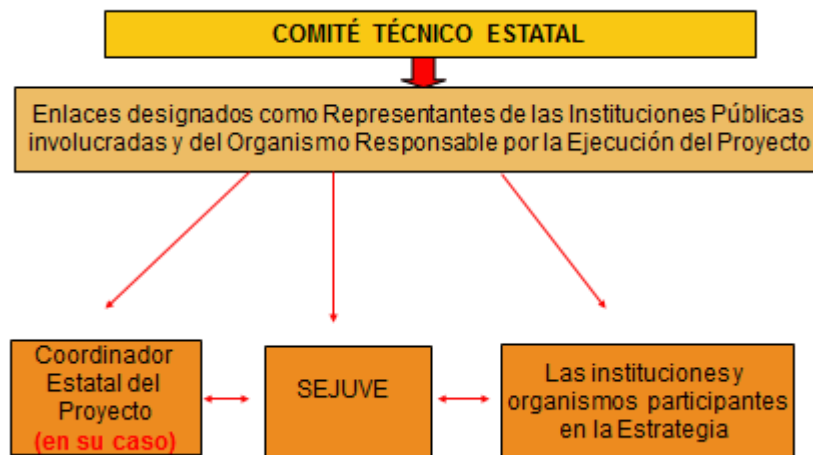 COMITÉ TÉCNICO ESTATAL
Enlaces designados como Representantes de las Instituciones Públicas
involucradas y del Organismo Responsable por la Ejecución del Proyecto
Coordinador
Estatal del
Proyecto
(en su caso)
SEJUVE
Las instituciones y
organismos participantes
en la Estrategia